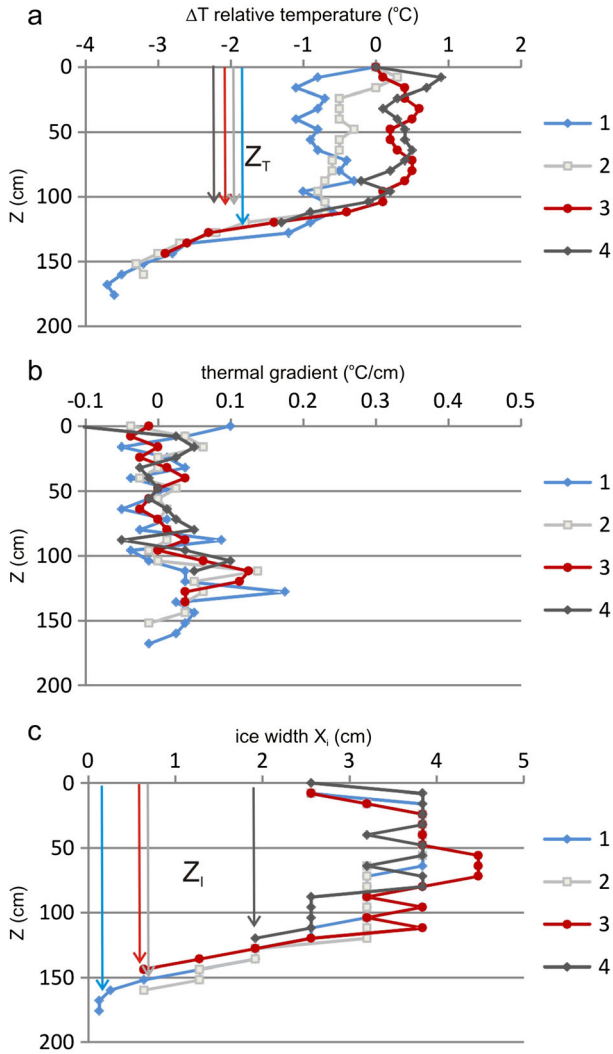 a
ΔT relative temperature (°C)
-4 -3 -2 -1 0 1 2
0
50
100
150
200
Z (cm)
Z_T
1
2
3
4
b
thermal gradient (°C/cm)
-0.1 0 0.1 0.2 0.3 0.4 0.5
0
50
100
150
200
Z (cm)
1
2
3
4
c
ice width X_i (cm)
0 1 2 3 4 5
0
50
100
150
200
Z (cm)
Z_I
1
2
3
4